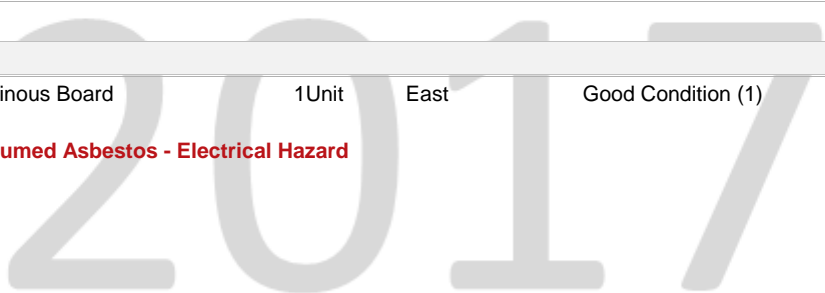 2017
inous Board 1Unit East Good Condition (1)
umed Asbestos - Electrical Hazard